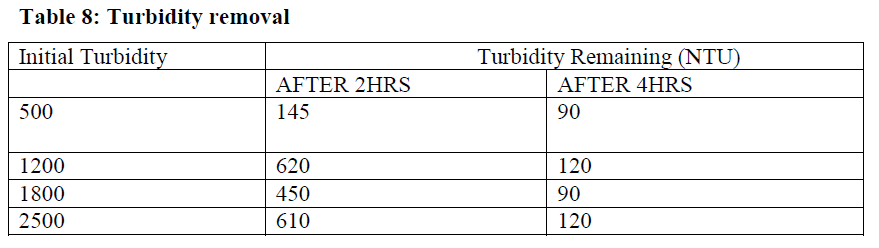 Table 8: Turbidity removal
Initial Turbidity Turbidity Remaining (NTU)
AFTER 2HRS AFTER 4HRS
500 145 90
1200 620 120
1800 450 90
2500 610 120